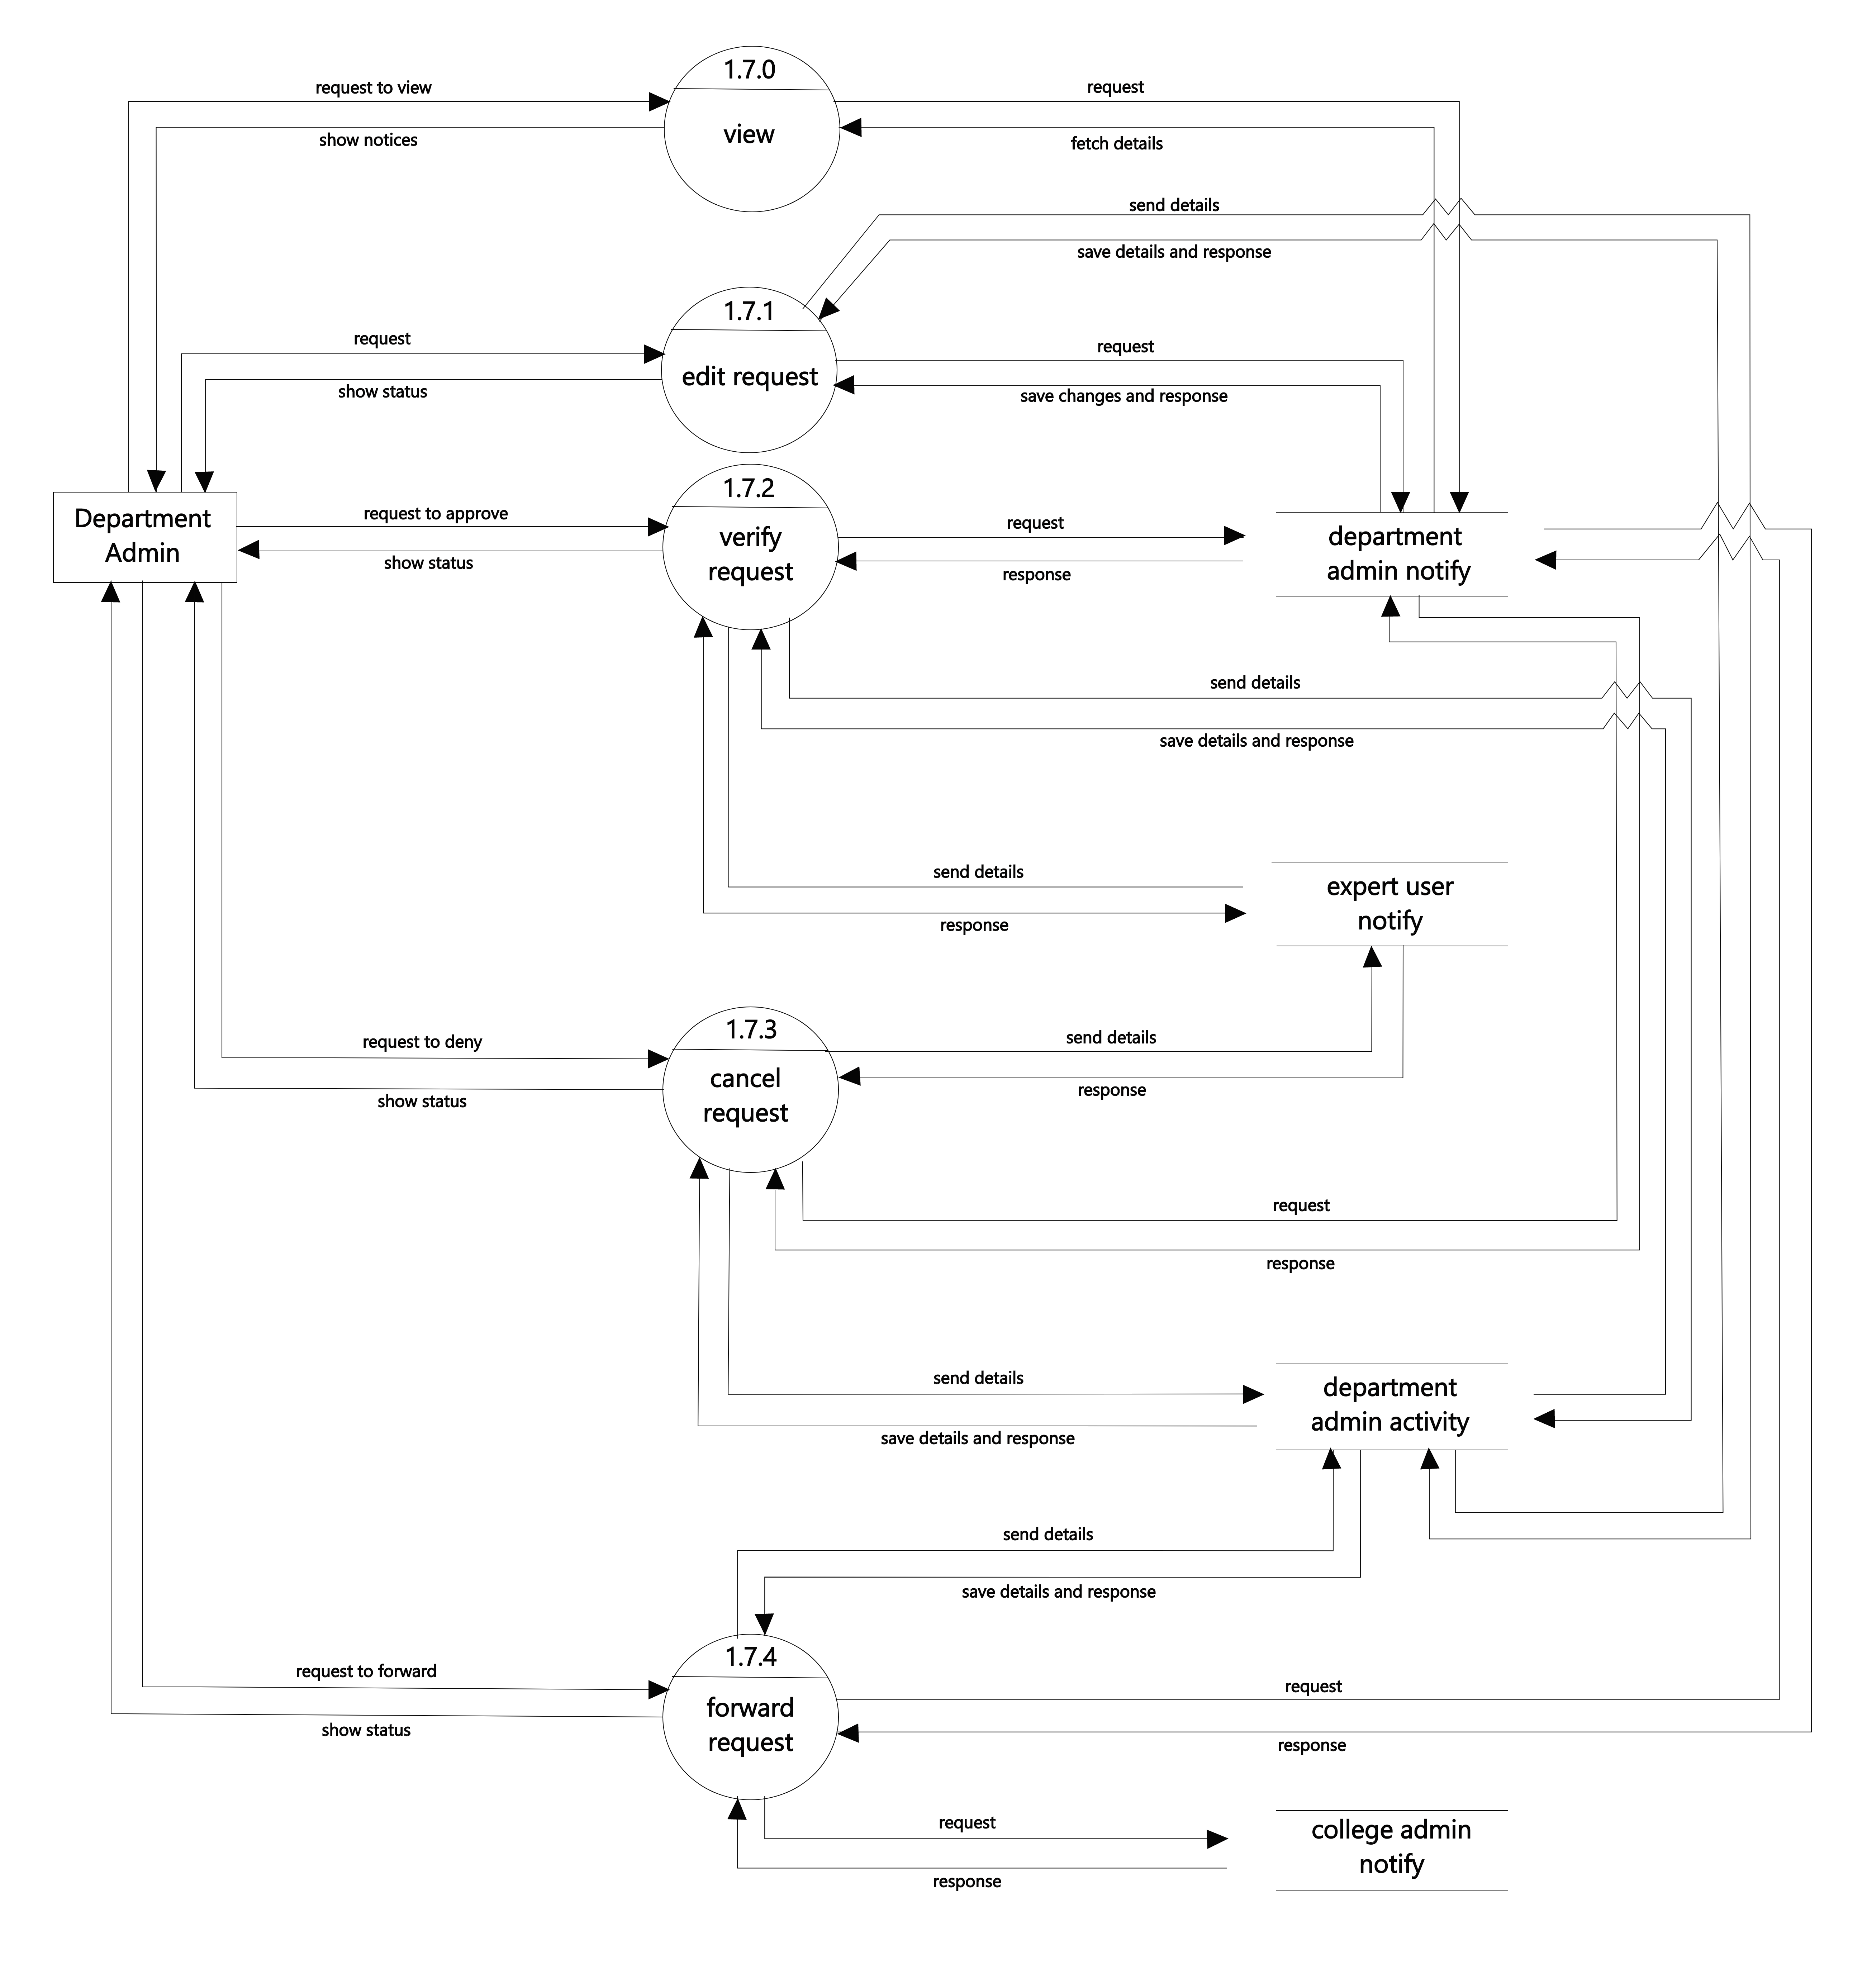 1.7.0
request to view
request
view
show notices
fetch details
send details
save details and response
1.7.1
request
request
edit request
show status
save changes and response
1.7.2
Department
Admin
request to approve
verify
request
request
department
admin notify
show status
response
send details
save details and response
send details
expert user
notify
response
1.7.3
request to deny
send details
cancel
request
show status
response
request
response
send details
department
admin activity
save details and response
send details
save details and response
1.7.4
request to forward
request
forward
request
show status
response
request
college admin
notify
response